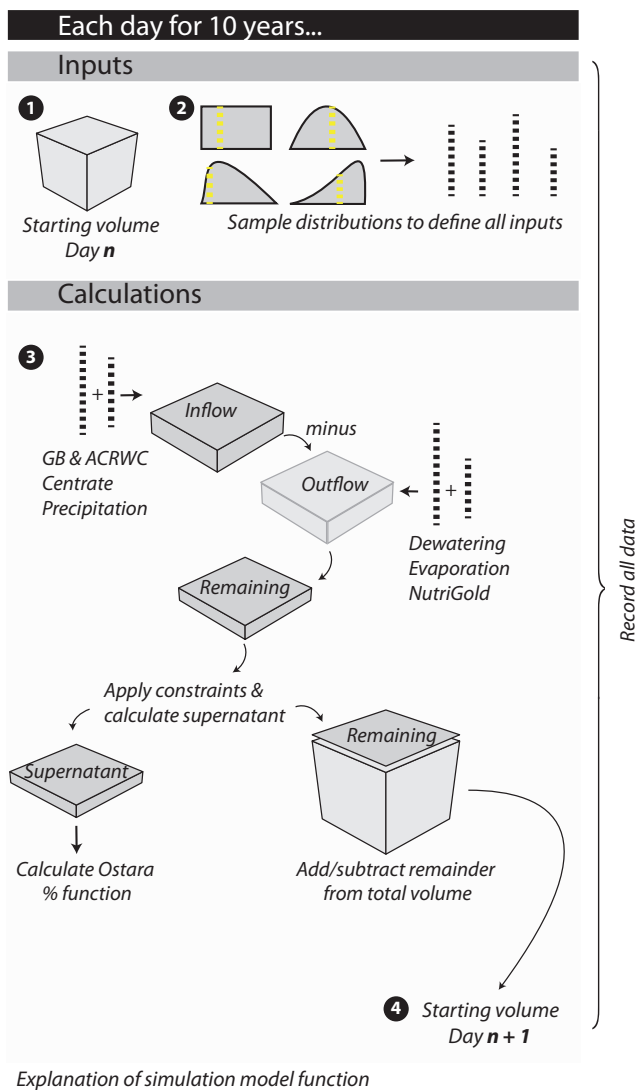 Each day for 10 years...
Inputs
1
2
Starting volume
Day n
Sample distributions to define all inputs
Calculations
3
+
GB & ACRWC
Centrate
Precipitation
Inflow
minus
Outflow
+
Dewatering
Evaporation
NutriGold
Remaining
Apply constraints &
calculate supernatant
Supernatant
Calculate Ostara
% function
Remaining
Add/subtract remainder
from total volume
4 Starting volume
Day n + 1
Record all data
Explanation of simulation model function